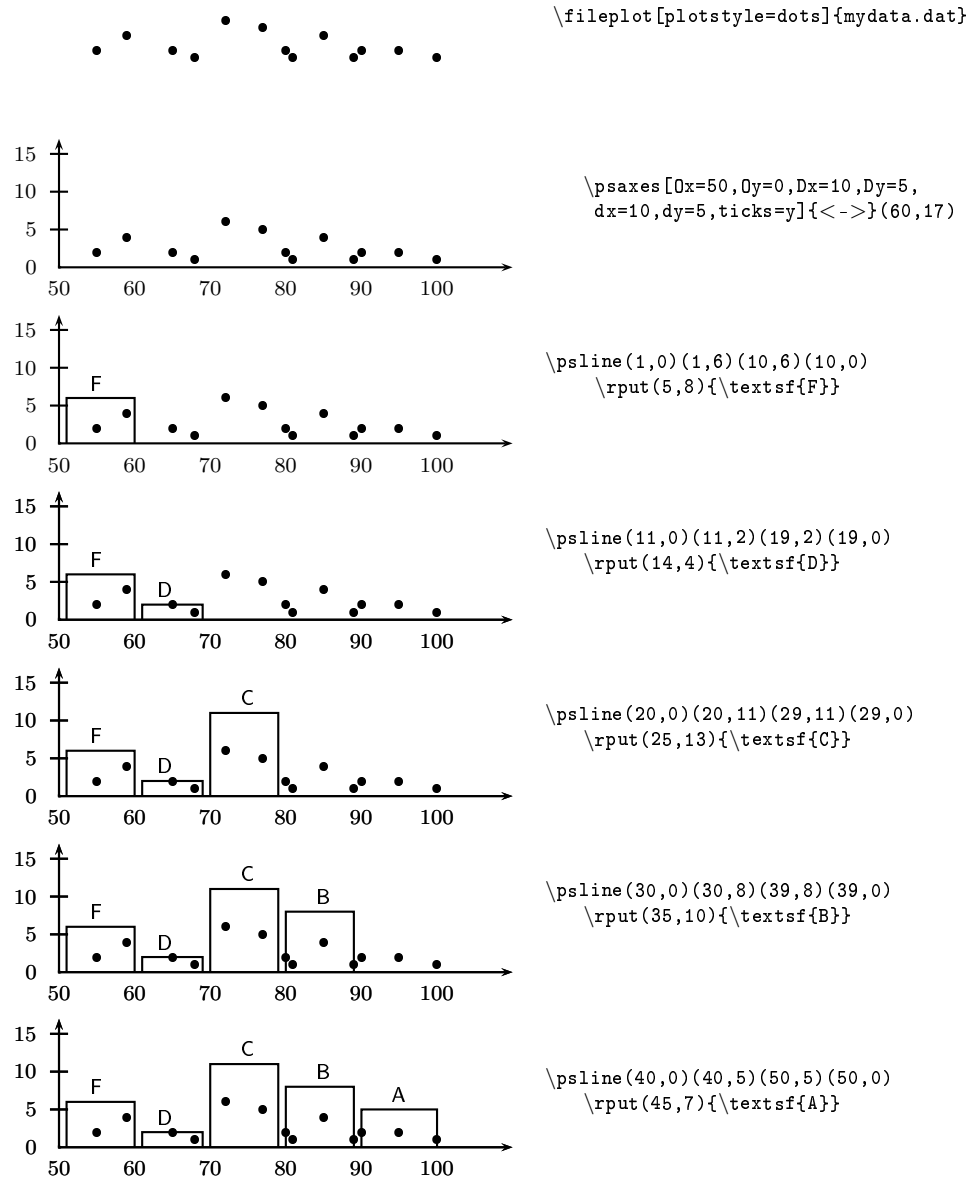 \fileplot[plotstyle=dots]{mydata.dat}
15
10
5
0
50 60 70 80 90 100
\psaxes[Ox=50,Oy=0,Dx=10,Dy=5,
dx=10,dy=5,ticks=y]{<->}(60,17)
15
10
5
0
F
50 60 70 80 90 100
\psline(1,0)(1,6)(10,6)(10,0)
\rput(5,8){\textsf{F}}
15
10
5
0
F
D
50 60 70 80 90 100
\psline(11,0)(11,2)(19,2)(19,0)
\rput(14,4){\textsf{D}}
15
10
5
0
F
D
C
50 60 70 80 90 100
\psline(20,0)(20,11)(29,11)(29,0)
\rput(25,13){\textsf{C}}
15
10
5
0
F
D
C
B
50 60 70 80 90 100
\psline(30,0)(30,8)(39,8)(39,0)
\rput(35,10){\textsf{B}}
15
10
5
0
F
D
C
B
A
50 60 70 80 90 100
\psline(40,0)(40,5)(50,5)(50,0)
\rput(45,7){\textsf{A}}